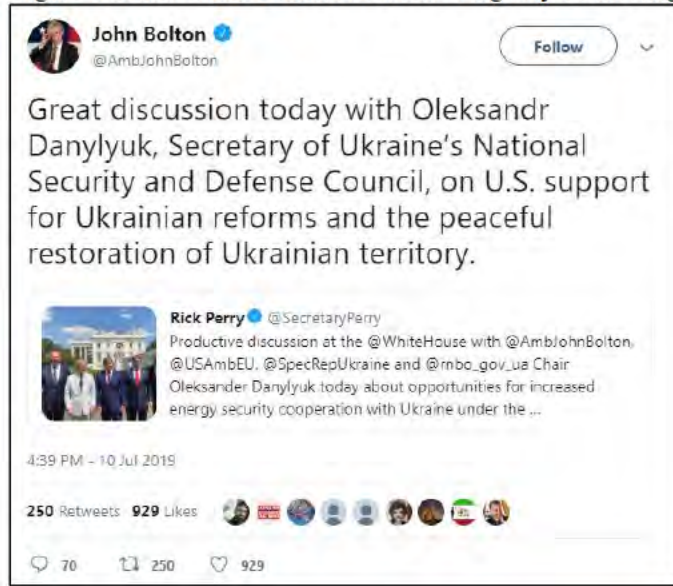 John Bolton
@AmbJohnBolton
Follow
Great discussion today with Oleksandr
Danylyuk, Secretary of Ukraine's National
Security and Defense Council, on U.S. support
for Ukrainian reforms and the peaceful
restoration of Ukrainian territory.
Rick Perry @SecretaryPerry
Productive discussion at the @WhiteHouse with @AmbJohnBolton,
@USAmbEU, @SpecRepUkraine and @rnbo_gov_ua Chair
Oleksander Danylyuk today about opportunities for increased
energy security cooperation with Ukraine under the ...
4:39 PM - 10 Jul 2019
250 Retweets 929 Likes
70 250 929